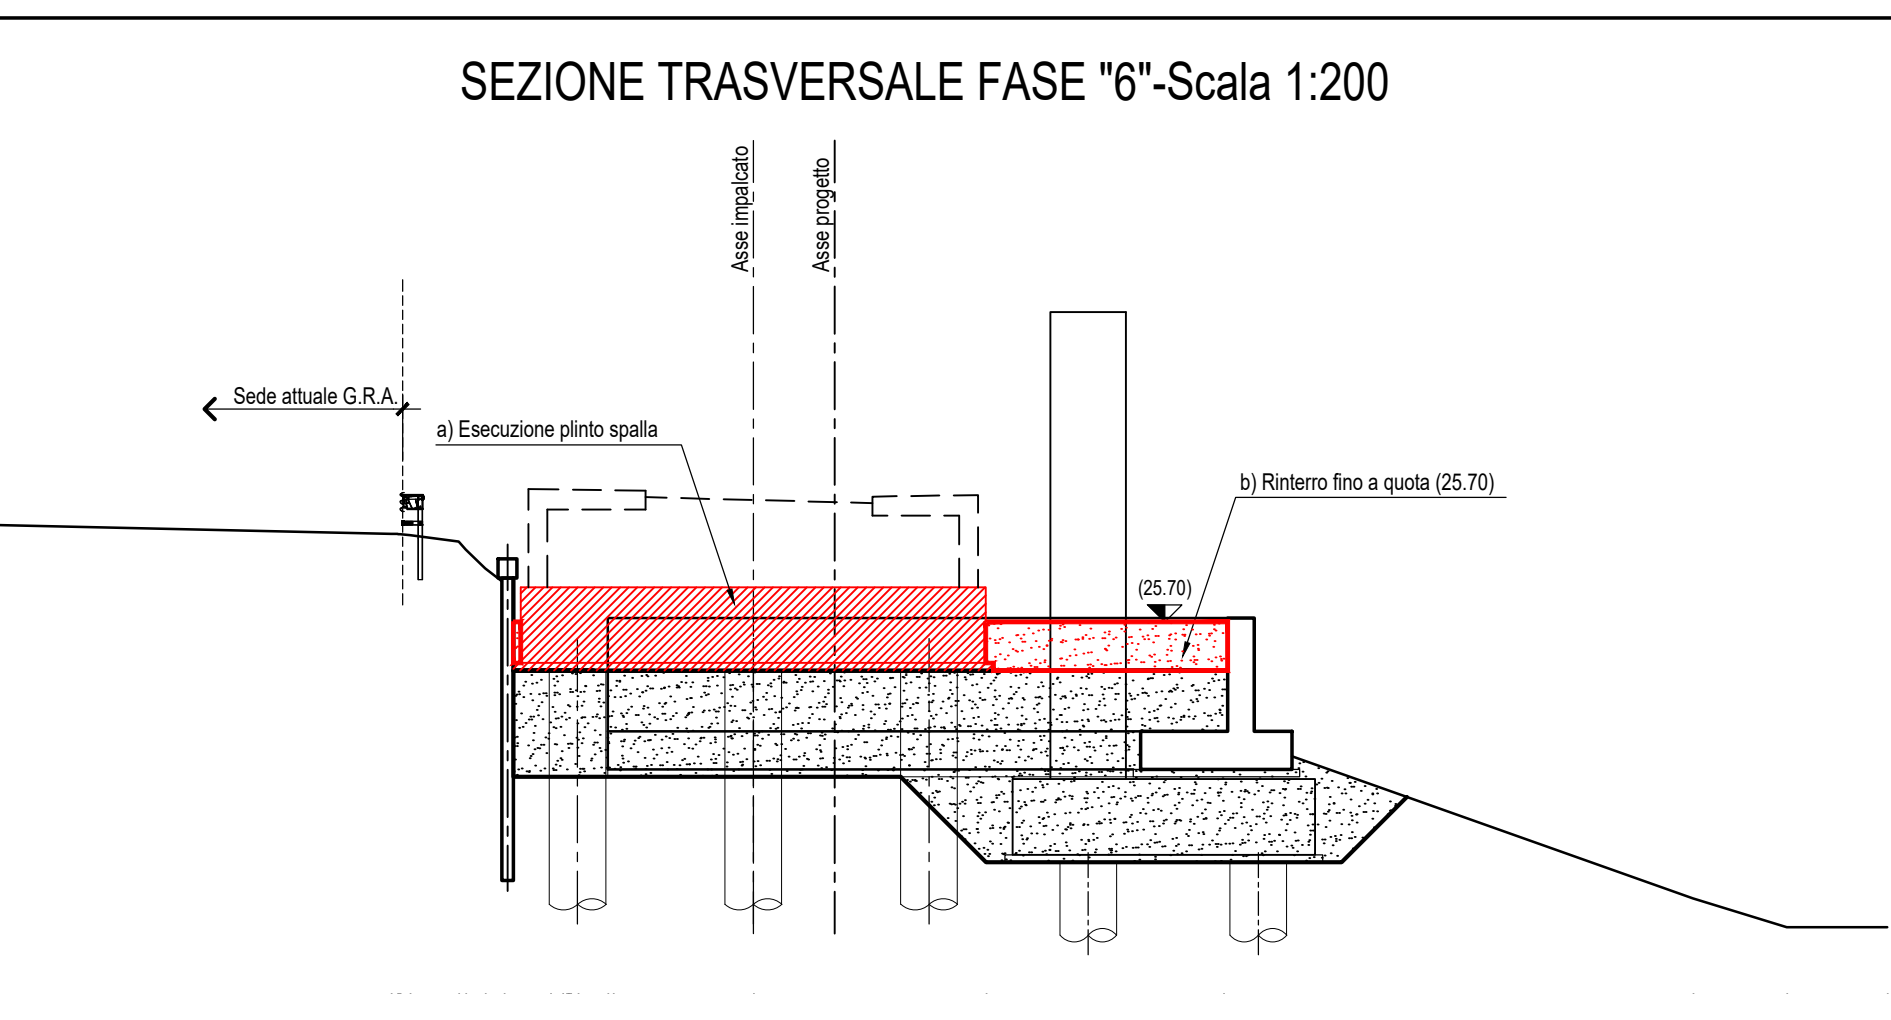 SEZIONE TRASVERSALE FASE "6"-Scala 1:200
Asse impalcato
Asse progetto
Sede attuale G.R.A.
a) Esecuzione plinto spalla
b) Rinterro fino a quota (25.70)
(25.70)